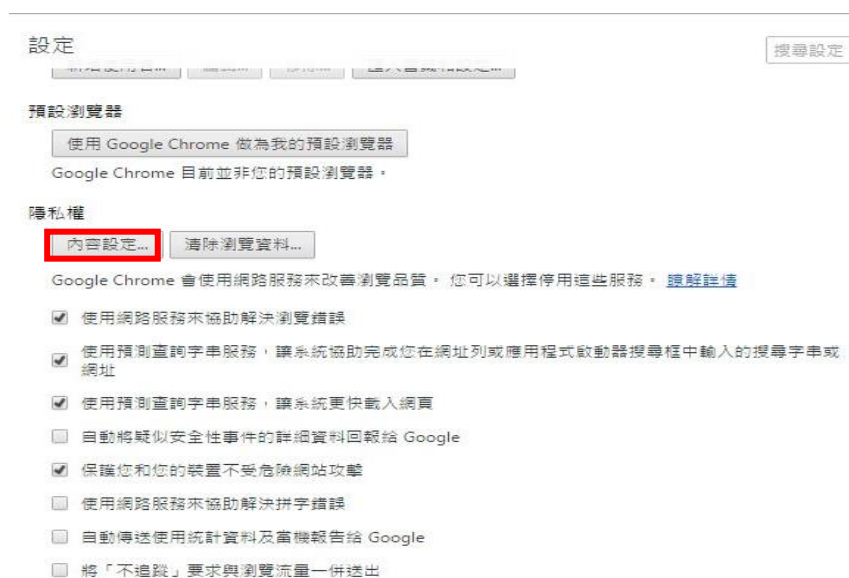 設定
搜尋設定
預設瀏覽器
使用 Google Chrome 做為我的預設瀏覽器
Google Chrome 目前並非您的預設瀏覽器。
隱私權
內容設定... 清除瀏覽資料...
Google Chrome 會使用網路服務來改善瀏覽品質。 您可以選擇停用這些服務。 瞭解詳情
使用網路服務來協助解決瀏覽錯誤
使用預測查詢字串服務,讓系統協助完成您在網址列或應用程式啟動器搜尋框中輸入的搜尋字串或
網址
使用預測查詢字串服務,讓系統更快載入網頁
自動將疑似安全性事件的詳細資料回報給 Google
保護您和您的裝置不受危險網站攻擊
使用網路服務來協助解決拼字錯誤
自動傳送使用統計資料及當機報告給 Google
將「不追蹤」要求與瀏覽流量一併送出